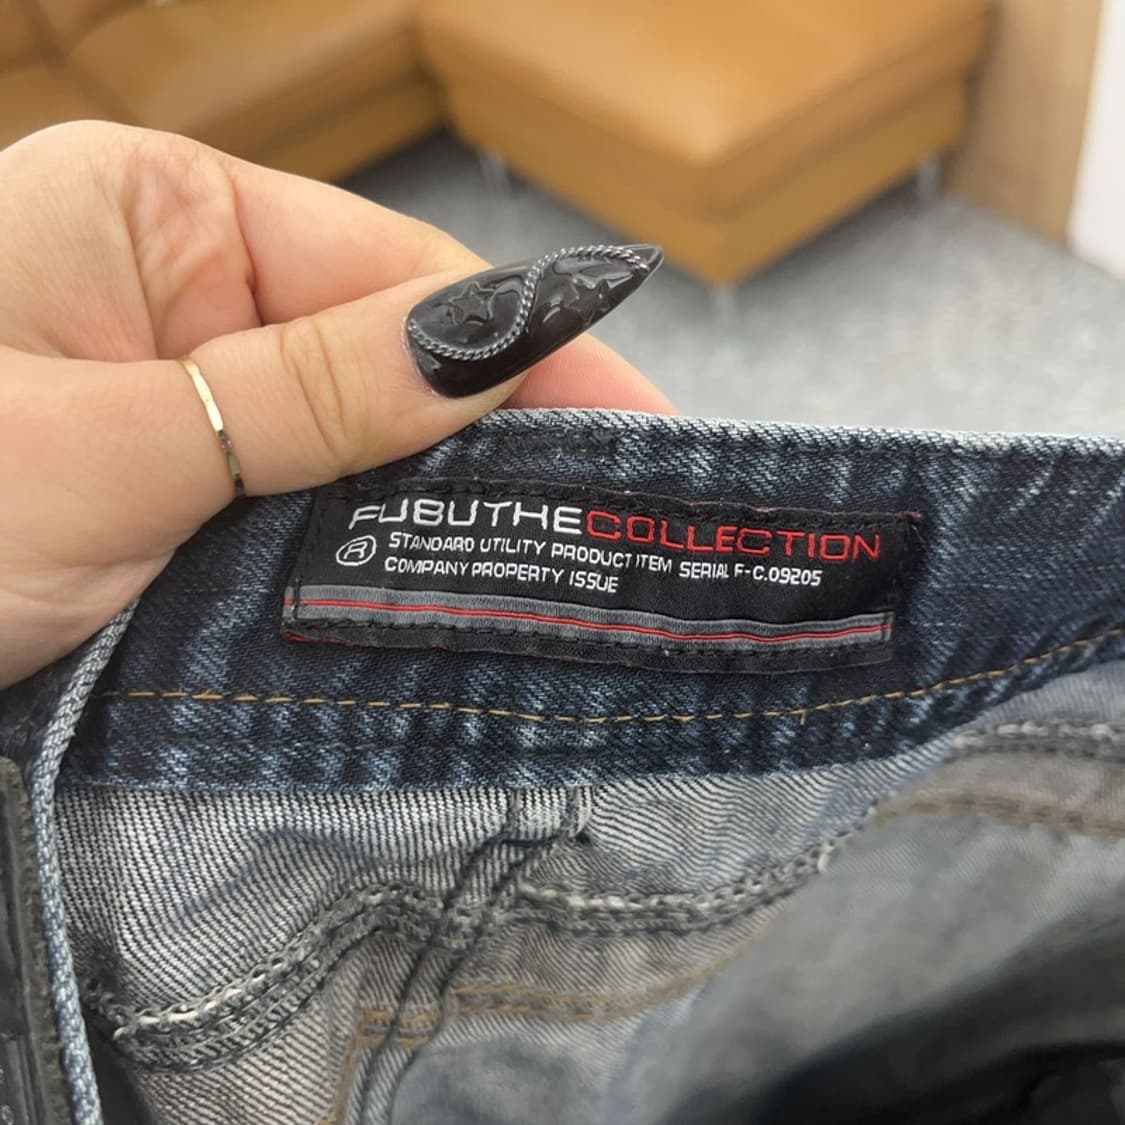 FUBUTHECOLLECTION
® STANDARD UTILITY PRODUCT ITEM SERIAL F-C.09205
COMPANY PROPERTY ISSUE